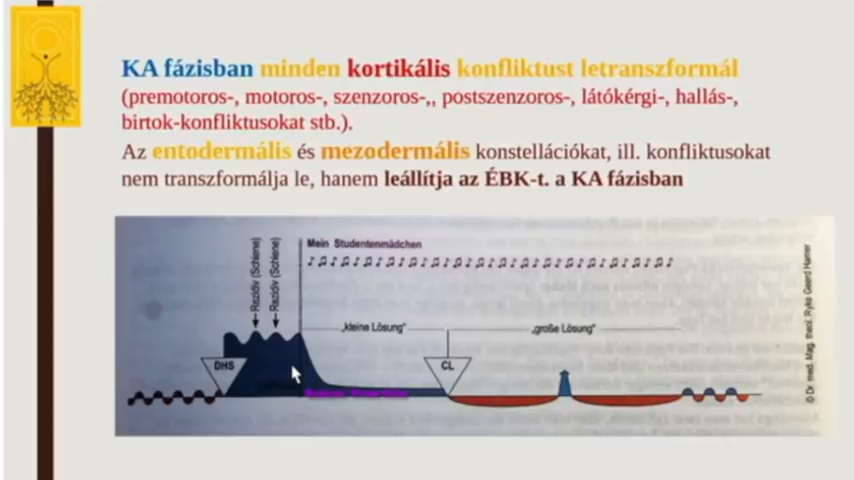 KA fázisban minden kortikális konfliktust letranszformál
(premotoros-, motoros-, szenzoros-,, postszenzoros-, látókérgi-, hallás-,
birtok-konfliktusokat stb.).
Az entodermális és mezodermális konstellációkat, ill. konfliktusokat
nem transzformálja le, hanem leállítja az ÉBK-t. a KA fázisban
Rezidiv (Schiene)
Rezidiv (Schiene)
Mein Studentenmädchen
„kleine Lösung“
„große Lösung“
DHS
CL
© Dr. med. Mag. theol. Ryke Geerd Hamer